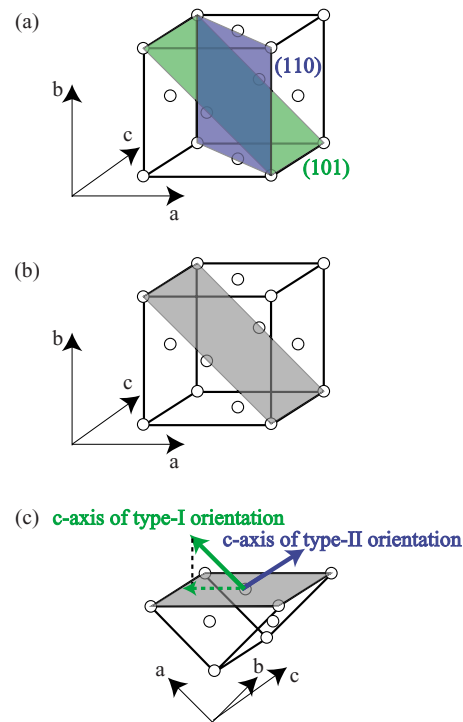 (a)
(110)
b
c
(101)
a
(b)
b
c
a
(c)
c-axis of type-I orientation
c-axis of type-II orientation
a
b
c